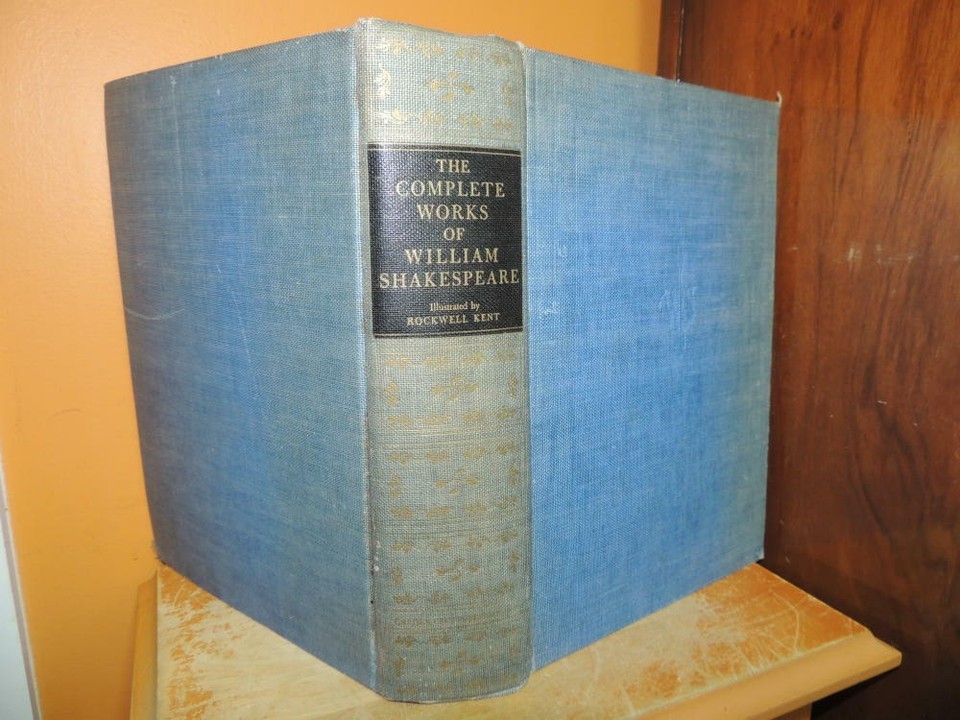 THE
COMPLETE
WORKS
OF
WILLIAM
SHAKESPEARE
Illustrated by
ROCKWELL KENT